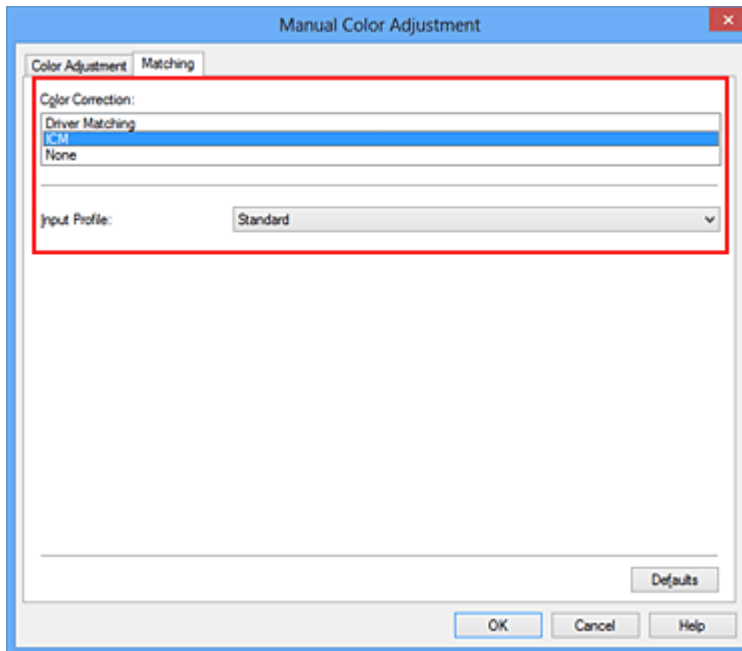 Manual Color Adjustment
Color Adjustment Matching
Color Correction:
Driver Matching
ICM
None
Input Profile: Standard
Defaults
OK Cancel Help